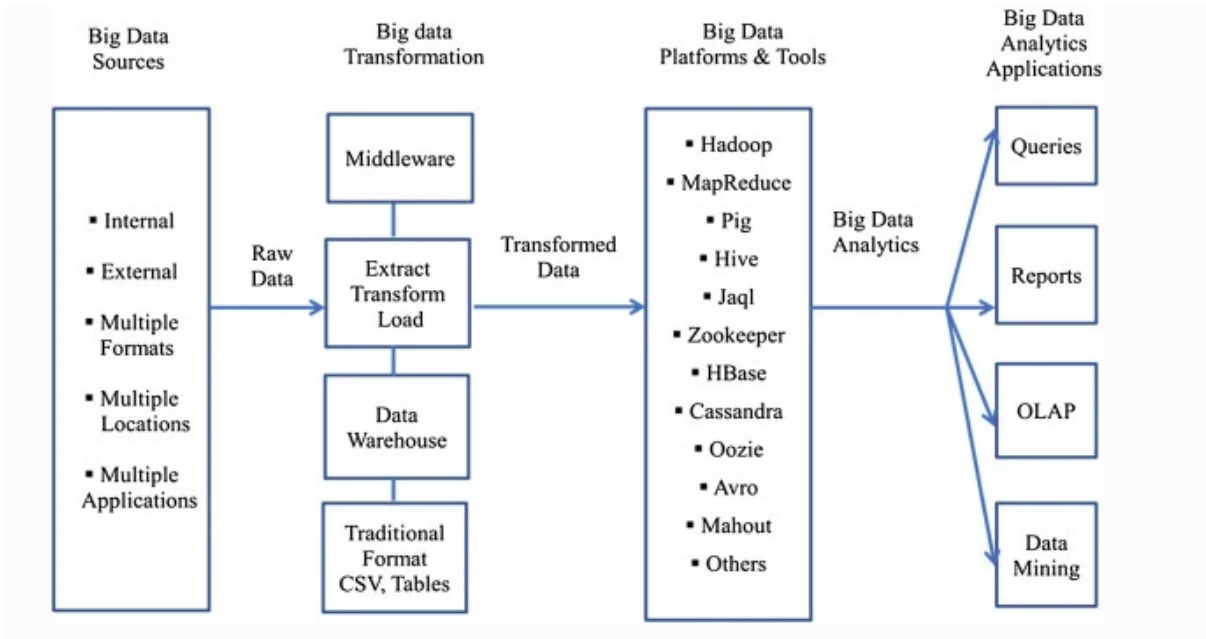 Big Data
Sources
Big data
Transformation
Big Data
Platforms & Tools
Big Data
Analytics
Applications
▪ Internal
▪ External
▪ Multiple
Formats
▪ Multiple
Locations
▪ Multiple
Applications
Raw
Data
Middleware
Extract
Transform
Load
Data
Warehouse
Traditional
Format
CSV, Tables
Transformed
Data
▪ Hadoop
▪ MapReduce
▪ Pig
▪ Hive
▪ Jaql
▪ Zookeeper
▪ HBase
▪ Cassandra
▪ Oozie
▪ Avro
▪ Mahout
▪ Others
Big Data
Analytics
Queries
Reports
OLAP
Data
Mining